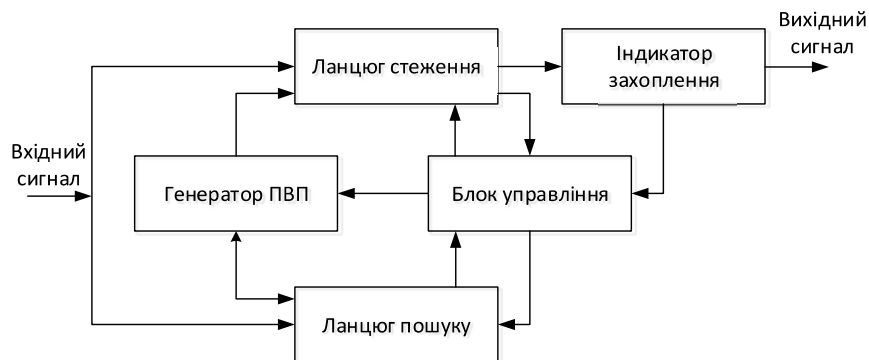 Вихідний
сигнал
Ланцюг стеження
Індикатор
захоплення
Вхідний
сигнал
Генератор ПВП
Блок управління
Ланцюг пошуку